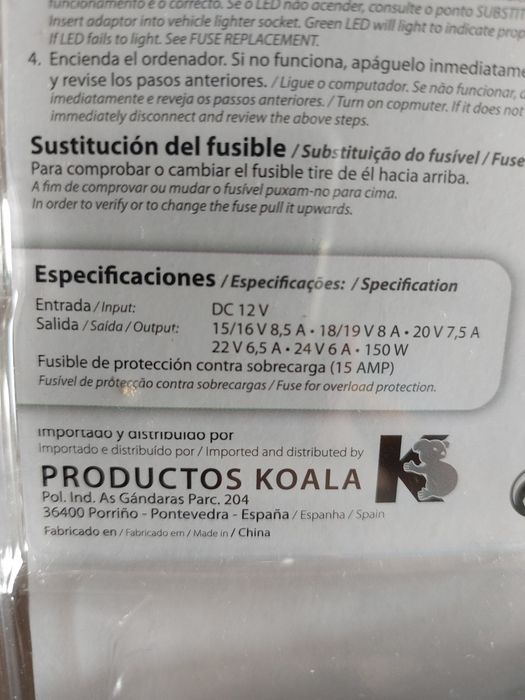 funcionamento é o correcto. Se o LED não acender, consulte o ponto
Insert adaptor into vehicle lighter socket. Green LED will light to indicate
If LED fails to light. See FUSE REPLACEMENT.
4. Encienda el ordenador. Si no funciona, apáguelo
y revise los pasos anteriores. / Ligue o computador. Se não funcionar,
imediatamente e reveja os passos anteriores. / Turn on copmuter. If it does not
immediately disconnect and review the above steps.
Sustitución del fusible / Substituição do fusível / Fuse
Para comprobar o cambiar el fusible tire de él hacia arriba.
A fim de comprovar ou mudar o fusível puxam-no para cima.
In order to verify or to change the fuse pull it upwards.
Especificaciones / Especificações: / Specification
Entrada / Input: DC 12 V
Salida / Saída / Output: 15/16 V 8,5 A • 18/19 V 8 A • 20 V 7,5 A
22 V 6,5 A • 24 V 6 A • 150 W
Fusible de protección contra sobrecarga (15 AMP)
Fusível de protecção contra sobrecargas / Fuse for overload protection.
Importado y distribuido por
Importado e distribuído por / Imported and distributed by
PRODUCTOS KOALA
Pol. Ind. As Gándaras Parc. 204
36400 Porriño - Pontevedra - España / Espanha / Spain
Fabricado en / Fabricado em / Made in / China